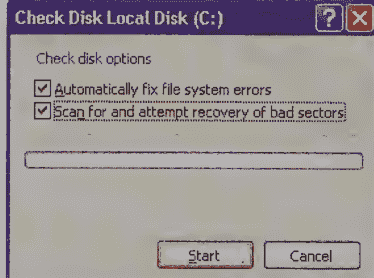 Check Disk Local Disk (C:)
Check disk options
Automatically fix file system errors
Scan for and attempt recovery of bad sectors
Start
Cancel